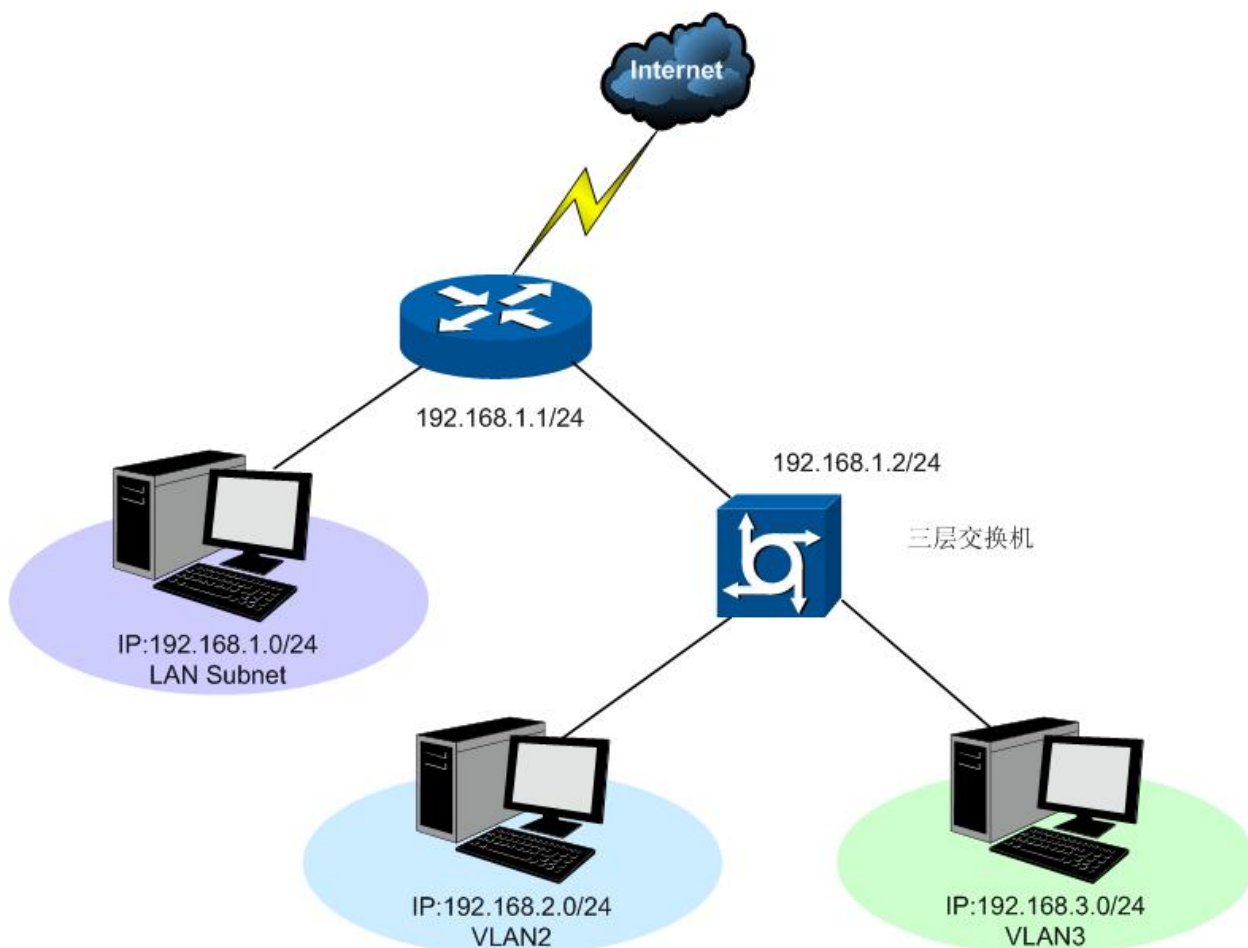 Internet
192.168.1.1/24
192.168.1.2/24
三层交换机
IP:192.168.1.0/24
LAN Subnet
IP:192.168.2.0/24
VLAN2
IP:192.168.3.0/24
VLAN3